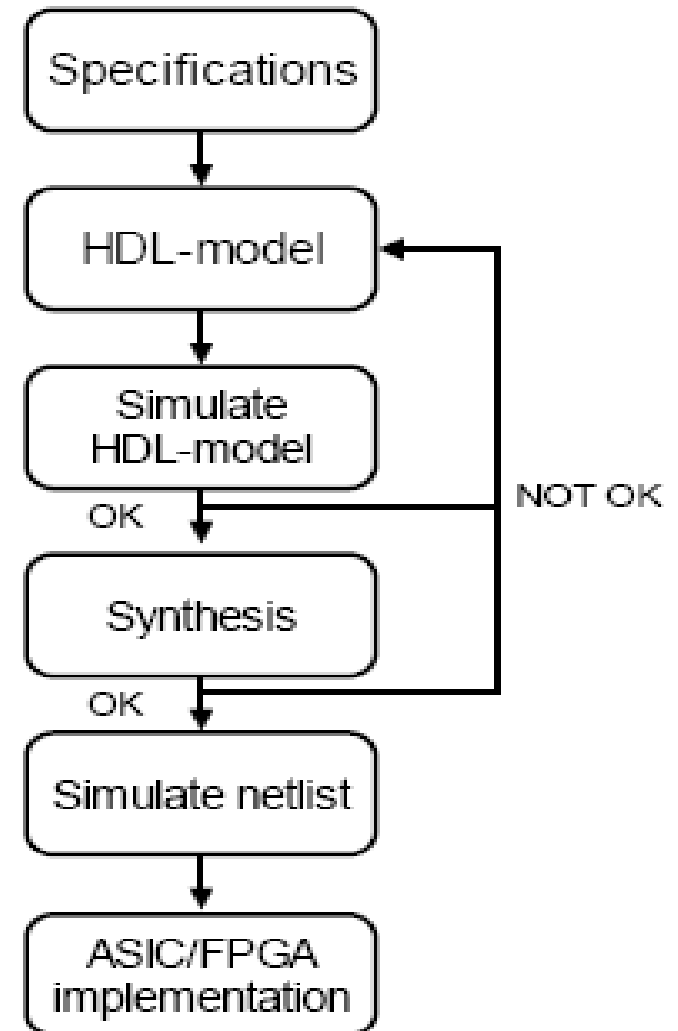 Specifications
HDL-model
Simulate
HDL-model
OK
NOT OK
Synthesis
OK
Simulate netlist
ASIC/FPGA
implementation